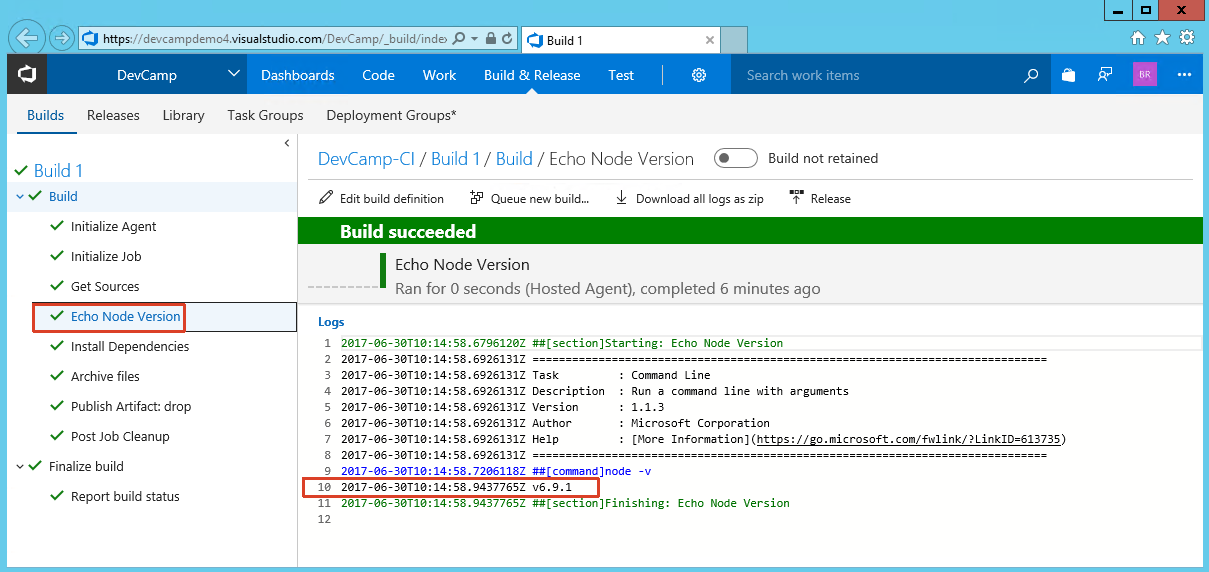 https://devcampdemo4.visualstudio.com/DevCamp/_build/index
Build 1
DevCamp
Dashboards
Code
Work
Build & Release
Test
Search work items
BR
Builds
Releases
Library
Task Groups
Deployment Groups*
Build 1
Build
Initialize Agent
Initialize Job
Get Sources
Echo Node Version
Install Dependencies
Archive files
Publish Artifact: drop
Post Job Cleanup
Finalize build
Report build status
DevCamp-CI / Build 1 / Build / Echo Node Version
Build not retained
Edit build definition
Queue new build...
Download all logs as zip
Release
Build succeeded
Echo Node Version
Ran for 0 seconds (Hosted Agent), completed 6 minutes ago
Logs
1 2017-06-30T10:14:58.6796120Z ##[section]Starting: Echo Node Version
2 2017-06-30T10:14:58.6926131Z ==============================================================================
3 2017-06-30T10:14:58.6926131Z Task         : Command Line
4 2017-06-30T10:14:58.6926131Z Description  : Run a command line with arguments
5 2017-06-30T10:14:58.6926131Z Version      : 1.1.3
6 2017-06-30T10:14:58.6926131Z Author       : Microsoft Corporation
7 2017-06-30T10:14:58.6926131Z Help         : [More Information](https://go.microsoft.com/fwlink/?LinkID=613735)
8 2017-06-30T10:14:58.6926131Z ==============================================================================
9 2017-06-30T10:14:58.7206118Z ##[command]node -v
10 2017-06-30T10:14:58.9437765Z v6.9.1
11 2017-06-30T10:14:58.9437765Z ##[section]Finishing: Echo Node Version
12